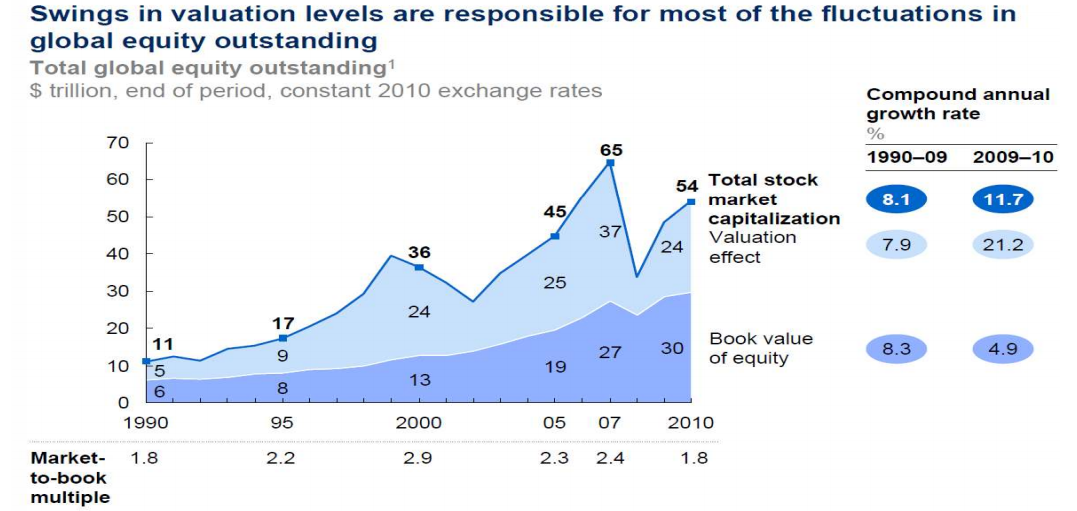 Swings in valuation levels are responsible for most of the fluctuations in
global equity outstanding
Total global equity outstanding¹
$ trillion, end of period, constant 2010 exchange rates
Compound annual
growth rate
%
1990–09 2009–10
Total stock
market
capitalization
8.1 11.7
Valuation
effect
7.9 21.2
Book value
of equity
8.3 4.9
70
60
50
40
30
20
10
0
11
17
36
45
65
54
5
9
24
25
37
24
6
8
13
19
27
30
1990 95 2000 05 07 2010
Market-
to-book
multiple
1.8 2.2 2.9 2.3 2.4 1.8